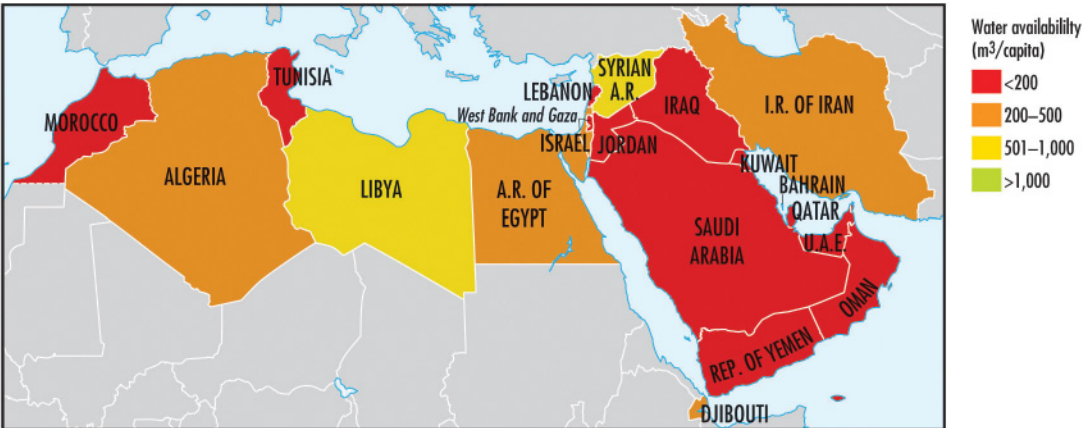 Water availability
(m³/capita)
<200
200–500
501–1,000
>1,000
TUNISIA
SYRIAN
A.R.
LEBANON
West Bank and Gaza
MOROCCO
IRAQ
I.R. OF IRAN
ISRAEL
JORDAN
ALGERIA
LIBYA
A.R. OF
EGYPT
KUWAIT
BAHRAIN
QATAR
SAUDI
ARABIA
U.A.E.
OMAN
REP. OF YEMEN
DJIBOUTI